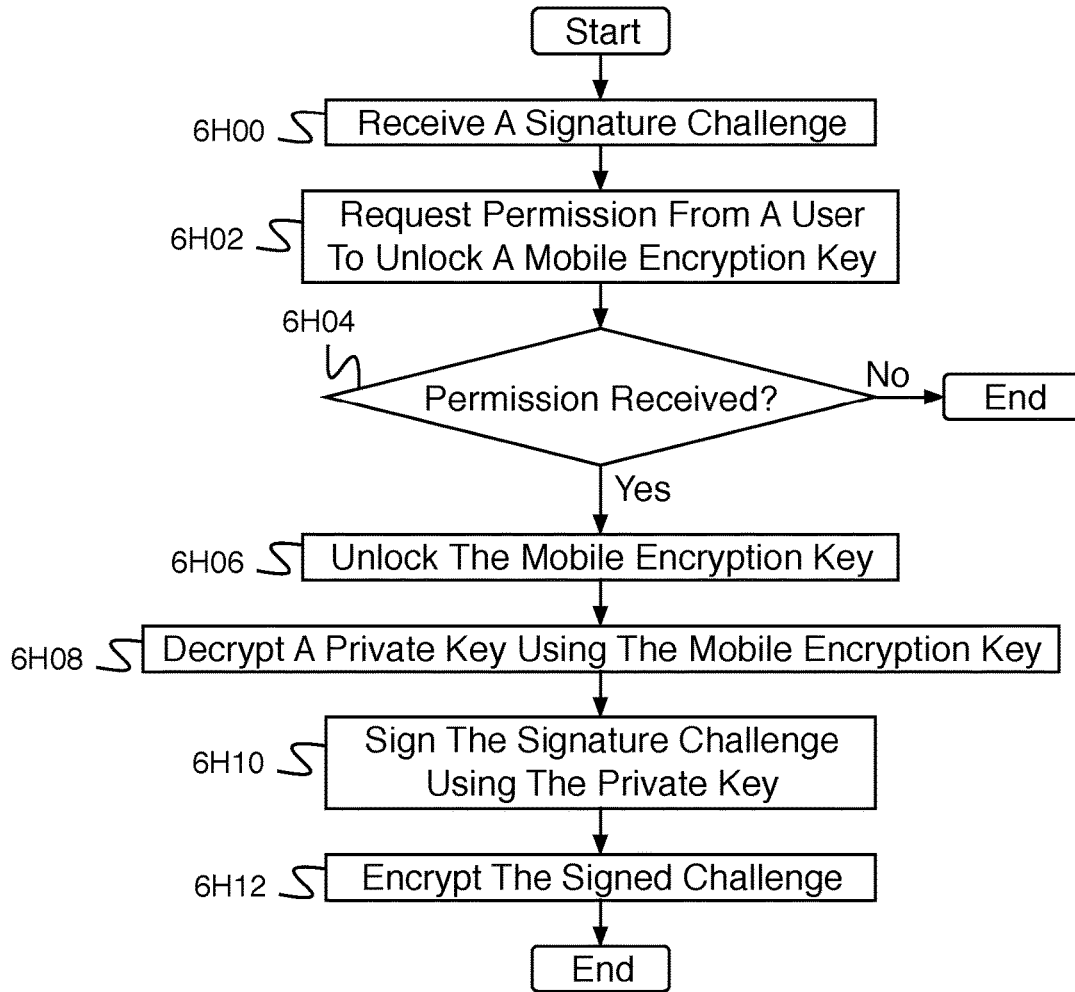 Start
6H00
Receive A Signature Challenge
6H02
Request Permission From A User
To Unlock A Mobile Encryption Key
6H04
Permission Received?
No
End
Yes
6H06
Unlock The Mobile Encryption Key
6H08
Decrypt A Private Key Using The Mobile Encryption Key
6H10
Sign The Signature Challenge
Using The Private Key
6H12
Encrypt The Signed Challenge
End